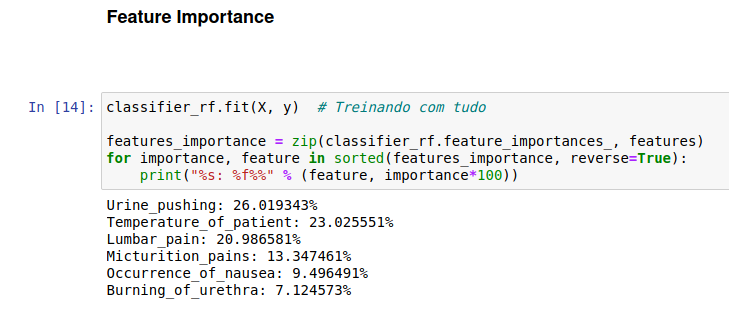 Feature Importance
In [14]: classifier_rf.fit(X, y)  # Treinando com tudo
features_importance = zip(classifier_rf.feature_importances_, features)
for importance, feature in sorted(features_importance, reverse=True):
    print("%s: %f%%" % (feature, importance*100))
Urine_pushing: 26.019343%
Temperature_of_patient: 23.025551%
Lumbar_pain: 20.986581%
Micturition_pains: 13.347461%
Occurrence_of_nausea: 9.496491%
Burning_of_urethra: 7.124573%